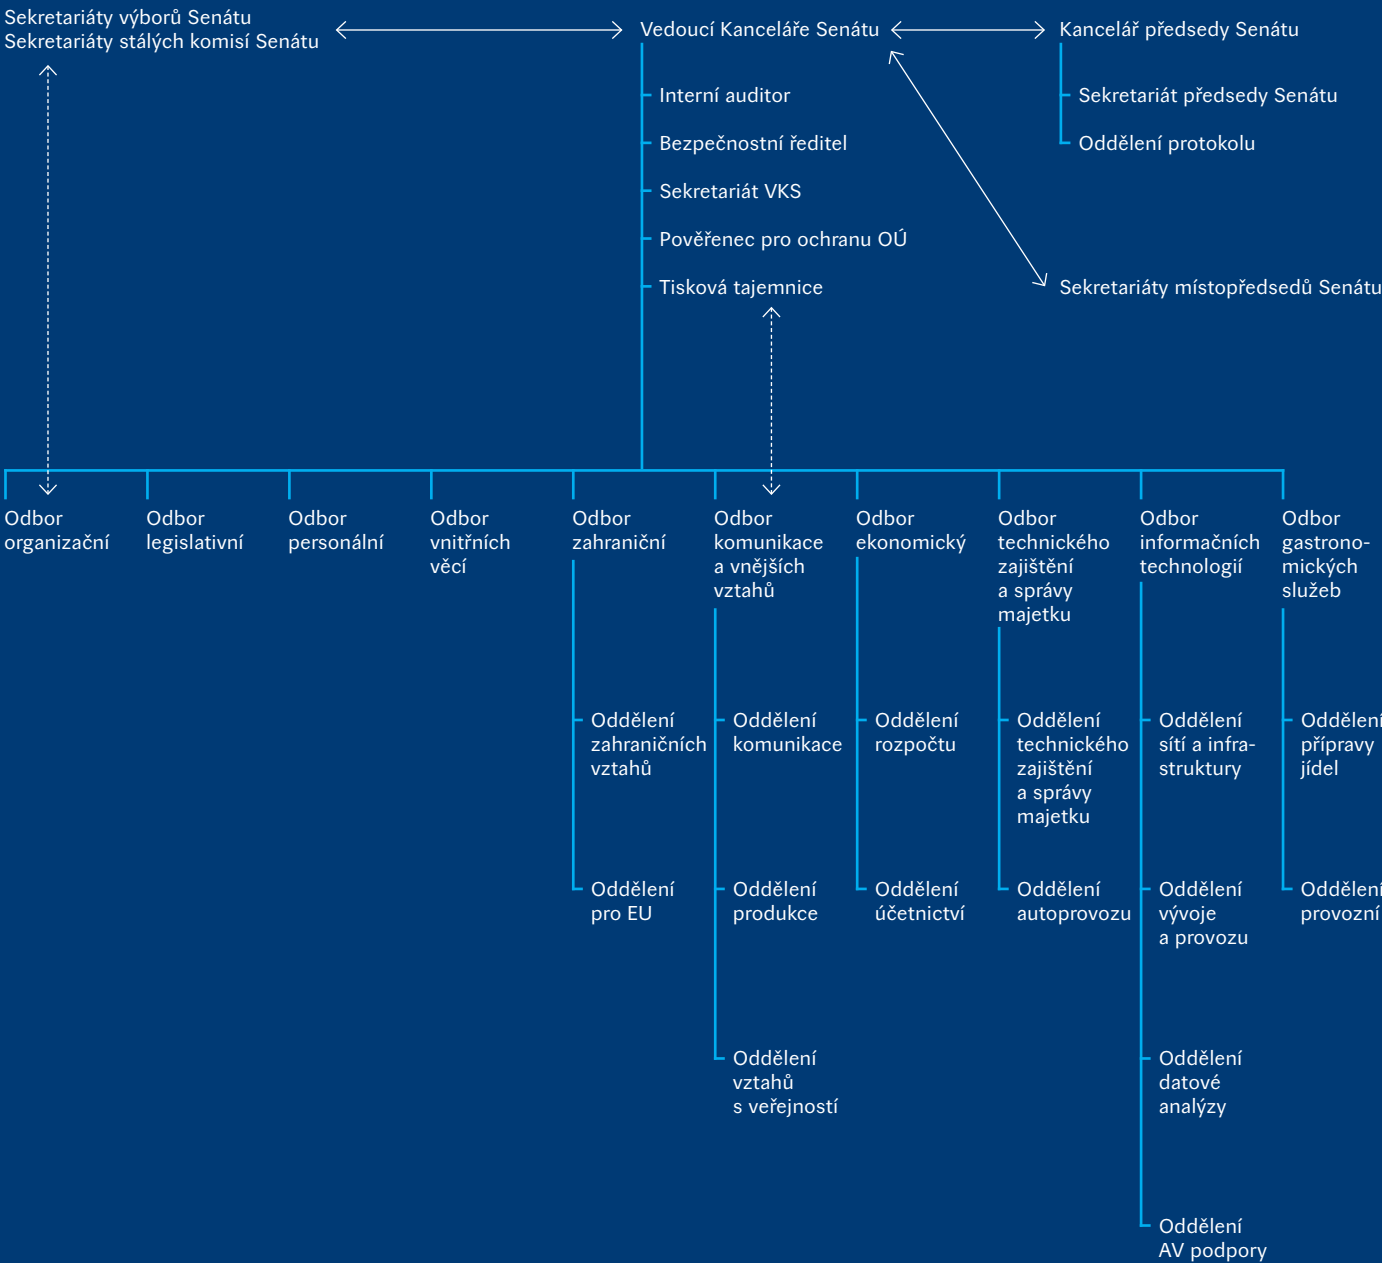 Sekretariáty výborů Senátu
Sekretariáty stálých komisí Senátu
Vedoucí Kanceláře Senátu
Kancelář předsedy Senátu
Interní auditor
Bezpečnostní ředitel
Sekretariát VKS
Pověřenec pro ochranu OÚ
Tisková tajemnice
Sekretariát předsedy Senátu
Oddělení protokolu
Sekretariáty místopředsedů Senátu
Odbor
organizační
Odbor
legislativní
Odbor
personální
Odbor
vnitřních
věcí
Odbor
zahraniční
Odbor
komunikace
a vnějších
vztahů
Odbor
ekonomický
Odbor
technického
zajištění
a správy
majetku
Odbor
informačních
technologií
Odbor
gastrono-
mických
služeb
Oddělení
zahraničních
vztahů
Oddělení
komunikace
Oddělení
rozpočtu
Oddělení
technického
zajištění
a správy
majetku
Oddělení
sítí a infra-
struktury
Oddělení
přípravy
jídel
Oddělení
pro EU
Oddělení
produkce
Oddělení
účetnictví
Oddělení
autoprovozu
Oddělení
vývoje
a provozu
Oddělení
provozní
Oddělení
vztahů
s veřejností
Oddělení
datové
analýzy
Oddělení
AV podpory